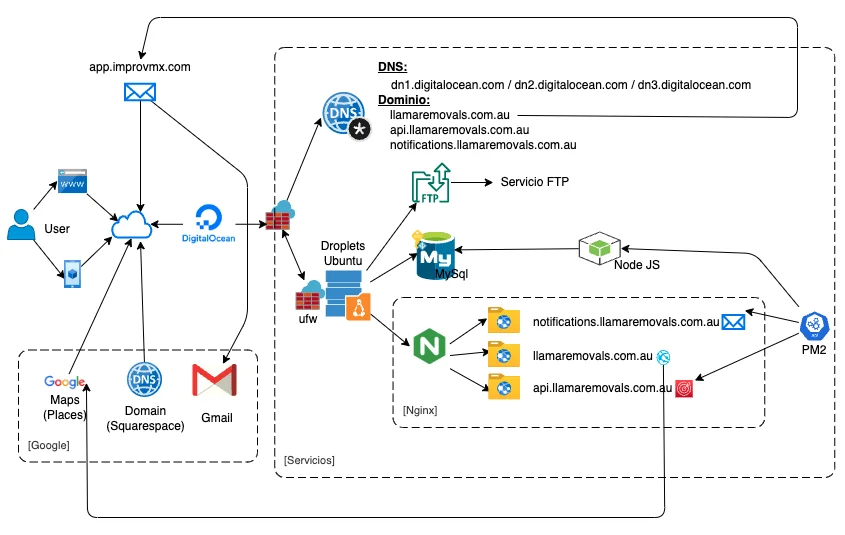 app.improvmx.com
DNS:
dn1.digitalocean.com / dn2.digitalocean.com / dn3.digitalocean.com
Dominio:
llamaremovals.com.au
api.llamaremovals.com.au
notifications.llamaremovals.com.au
DNS
WWW
User
DigitalOcean
FTP
Servicio FTP
Droplets
Ubuntu
My
MySql
Node JS
ufw
N
notifications.llamaremovals.com.au
llamaremovals.com.au
api.llamaremovals.com.au
PM2
[Nginx]
Google
Maps
(Places)
DNS
Domain
(Squarespace)
Gmail
[Google]
[Servicios]